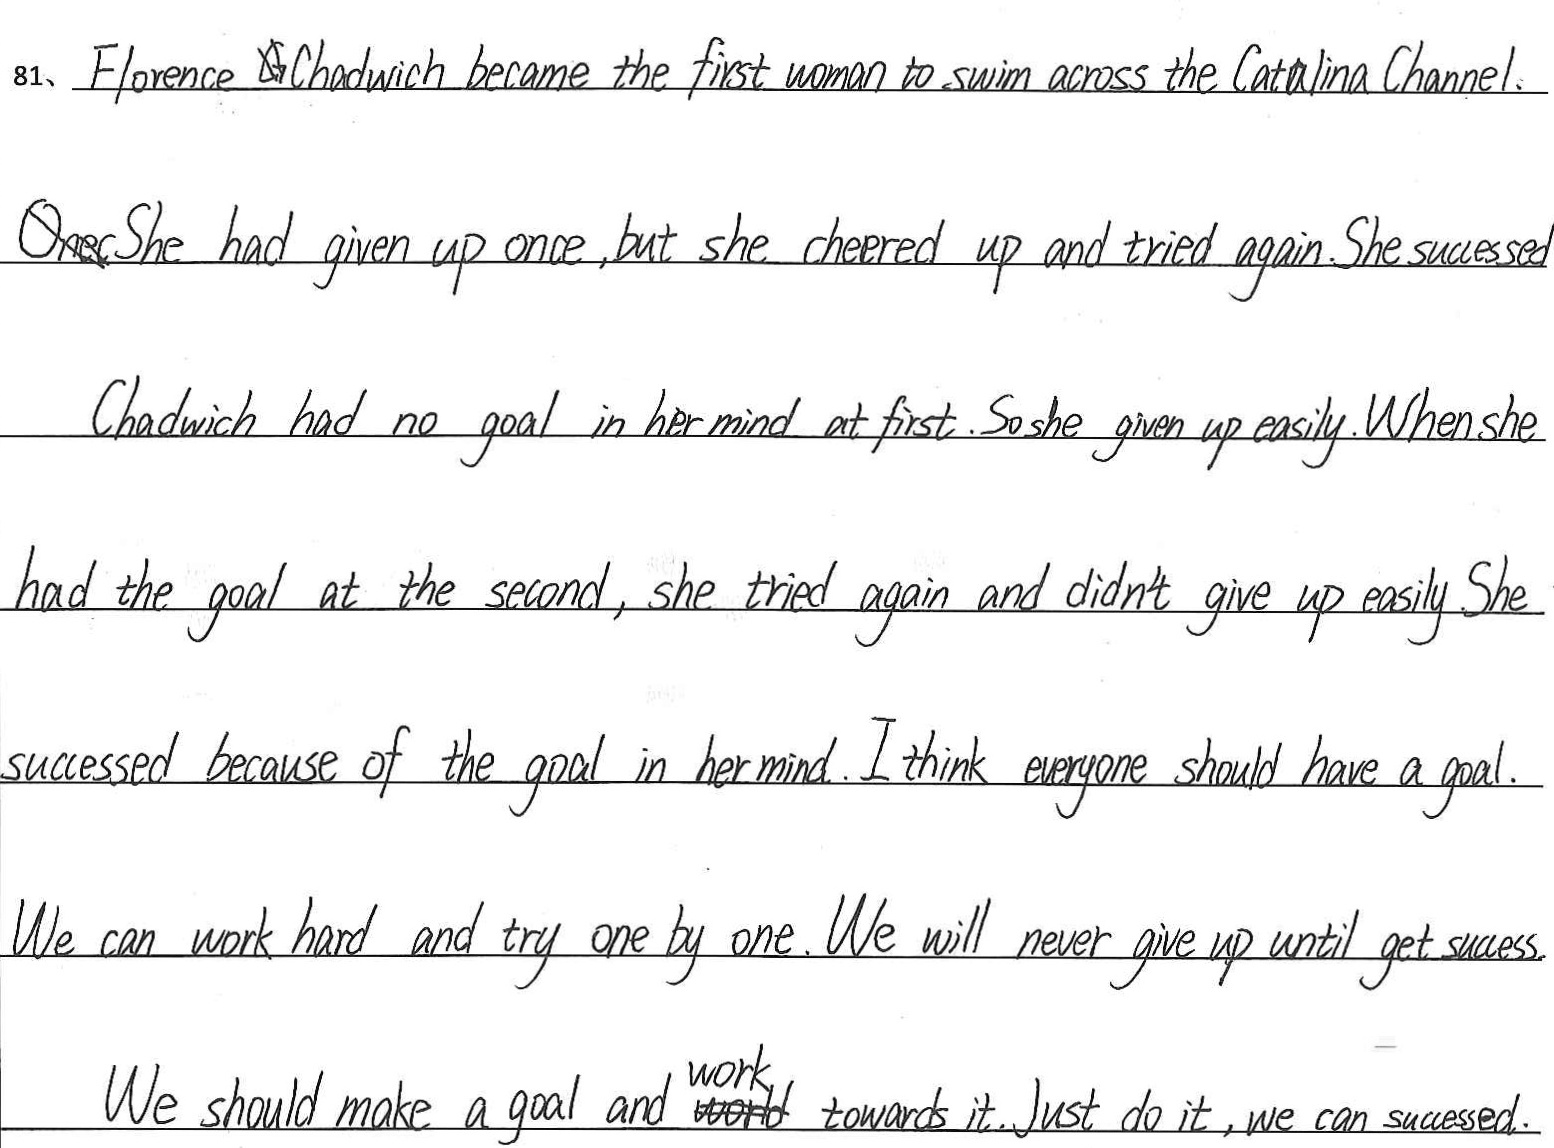 81、Florence Chadwich became the first woman to swim across the Catalina Channel.
She had given up once, but she cheered up and tried again. She successed
Chadwich had no goal in her mind at first. So she given up easily. When she
had the goal at the second, she tried again and didn't give up easily. She
successed because of the goal in her mind. I think everyone should have a goal.
We can work hard and try one by one. We will never give up until get success.
We should make a goal and work towards it. Just do it, we can successed.